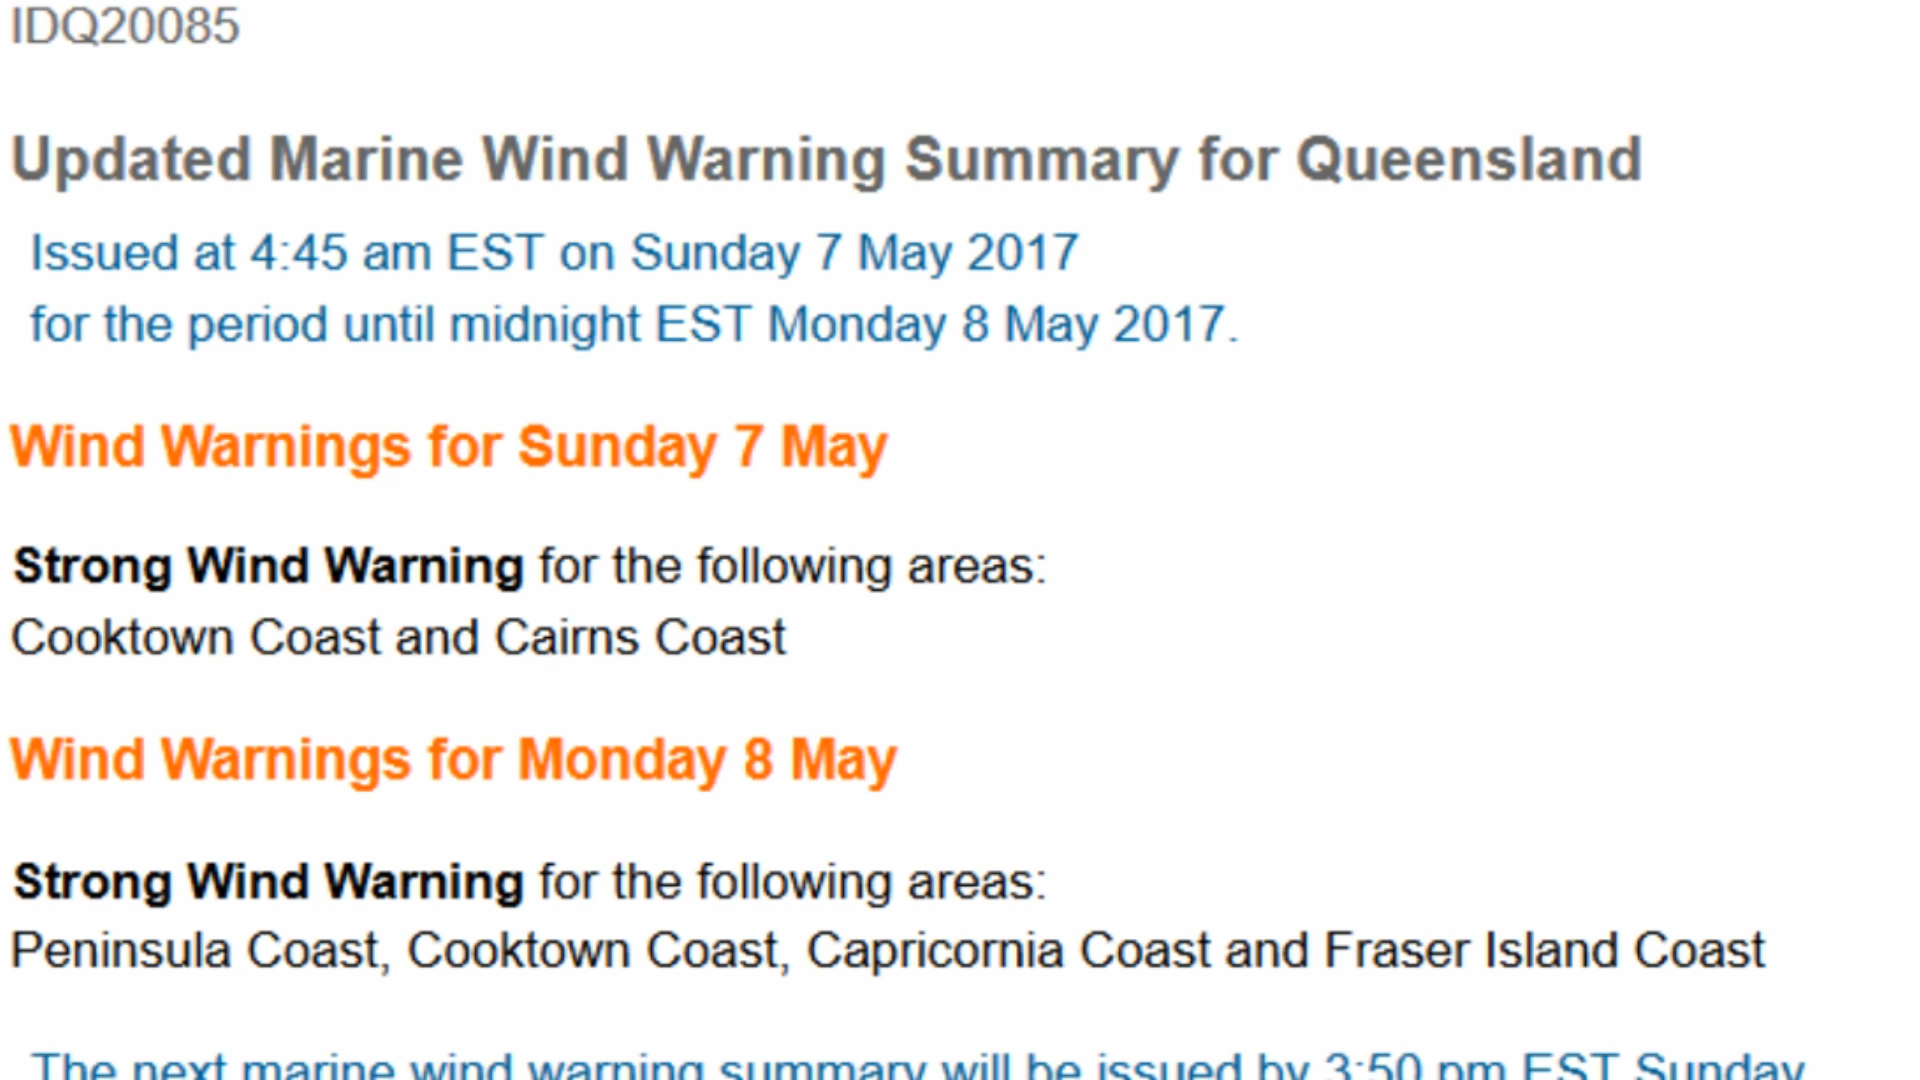 IDQ20085
Updated Marine Wind Warning Summary for Queensland
Issued at 4:45 am EST on Sunday 7 May 2017
for the period until midnight EST Monday 8 May 2017.
Wind Warnings for Sunday 7 May
Strong Wind Warning for the following areas:
Cooktown Coast and Cairns Coast
Wind Warnings for Monday 8 May
Strong Wind Warning for the following areas:
Peninsula Coast, Cooktown Coast, Capricornia Coast and Fraser Island Coast
The next marine wind warning summary will be issued by 3:50 pm EST Sunday